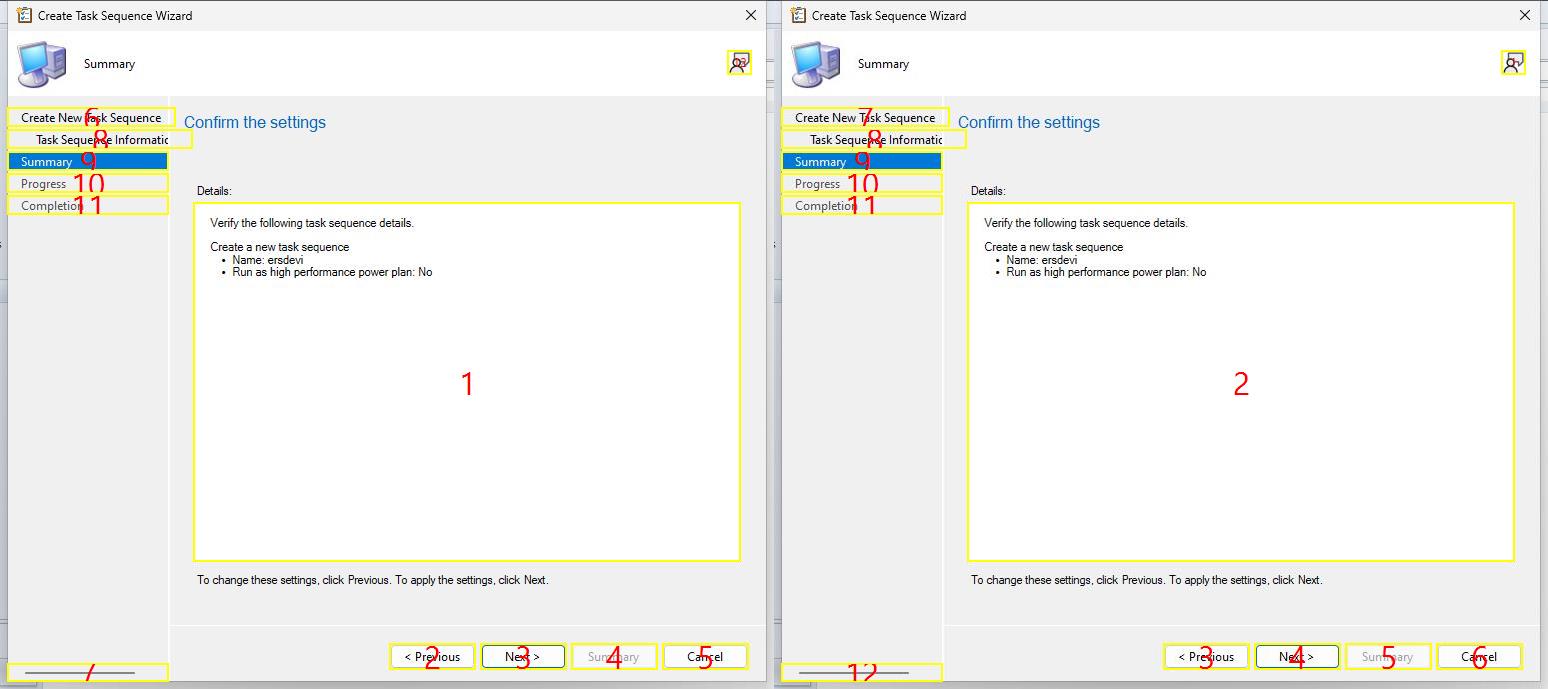 Create Task Sequence Wizard
Summary
6
Create New Task Sequence
8
Task Sequence Informatic
Summary 9
Progress 10
Completion 11
Confirm the settings
Details:
Verify the following task sequence details.
Create a new task sequence
• Name: ersdevi
• Run as high performance power plan: No
1
To change these settings, click Previous. To apply the settings, click Next.
< Previous 2
Next > 3
Summary 4
Cancel 5
7
Create Task Sequence Wizard
Summary
7
Create New Task Sequence
8
Task Sequence Informatic
Summary 9
Progress 10
Completion 11
Confirm the settings
Details:
Verify the following task sequence details.
Create a new task sequence
• Name: ersdevi
• Run as high performance power plan: No
2
To change these settings, click Previous. To apply the settings, click Next.
< Previous 3
Next > 4
Summary 5
Cancel 6
12